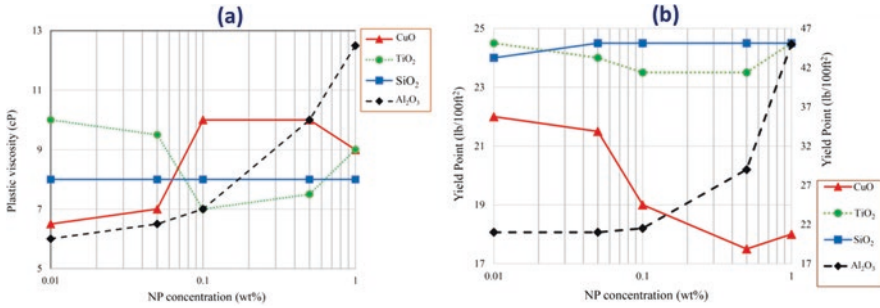 (a)
13
11
9
7
5
Plastic viscosity (cP)
0.01
0.1
1
NP concentration (wt%)
CuO
TiO₂
SiO₂
Al₂O₃
(b)
25
23
21
19
17
Yield Point (lb/100ft²)
47
42
37
32
27
22
17
Yield Point (lb/100ft²)
0.01
0.1
1
NP concentration (wt%)
CuO
TiO₂
SiO₂
Al₂O₃